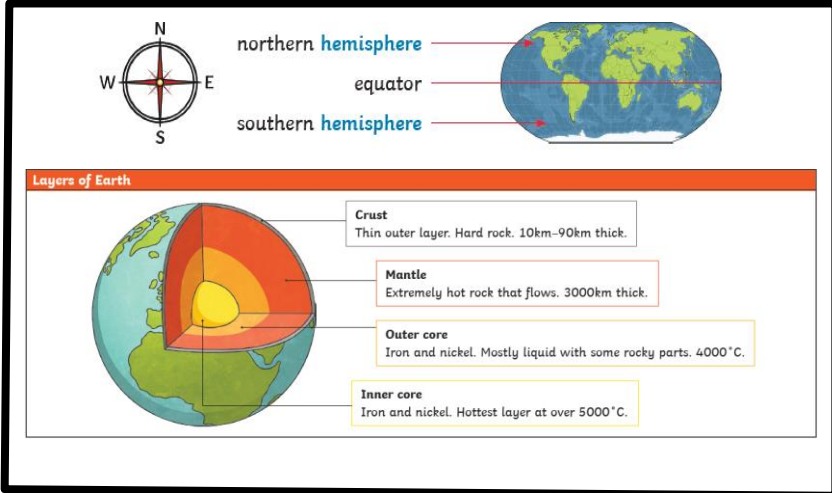 N
W E
S
northern hemisphere
equator
southern hemisphere
Layers of Earth
Crust
Thin outer layer. Hard rock. 10km–90km thick.
Mantle
Extremely hot rock that flows. 3000km thick.
Outer core
Iron and nickel. Mostly liquid with some rocky parts. 4000˚C.
Inner core
Iron and nickel. Hottest layer at over 5000˚C.